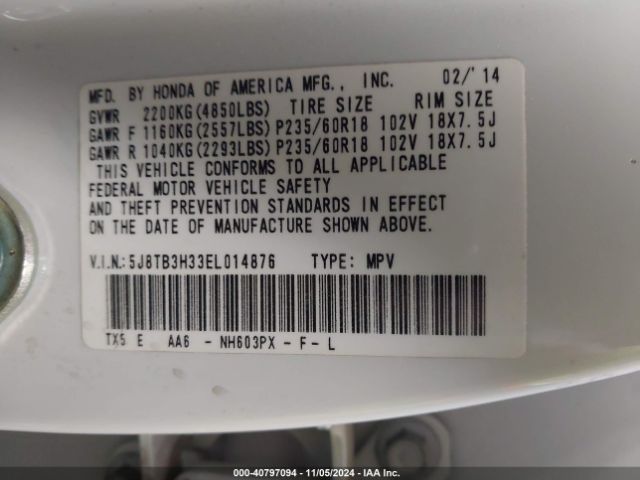 MFD. BY HONDA OF AMERICA MFG., INC. 02/'14
GVWR 2200KG(4850LBS) TIRE SIZE RIM SIZE
GAWR F 1160KG(2557LBS) P235/60R18 102V 18X7.5J
GAWR R 1040KG(2293LBS) P235/60R18 102V 18X7.5J
THIS VEHICLE CONFORMS TO ALL APPLICABLE
FEDERAL MOTOR VEHICLE SAFETY
AND THEFT PREVENTION STANDARDS IN EFFECT
ON THE DATE OF MANUFACTURE SHOWN ABOVE.
V.I.N.: 5J8TB3H33EL014876 TYPE: MPV
TX5 E AA6 - NH603PX - F - L
000-40797094 - 11/05/2024 - IAA Inc.